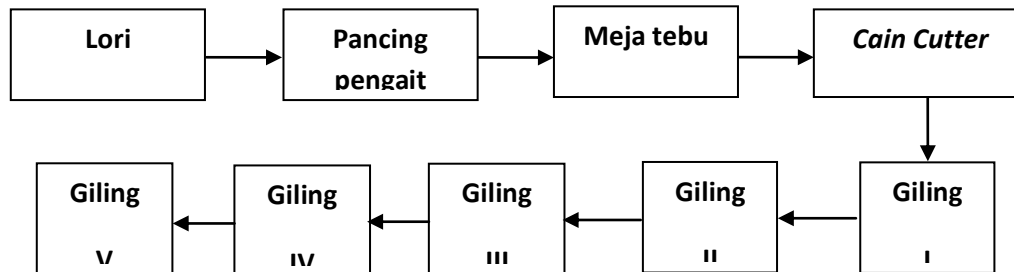 Lori
Pancing
pengait
Meja tebu
Cain Cutter
Giling
I
Giling
II
Giling
III
Giling
IV
Giling
V